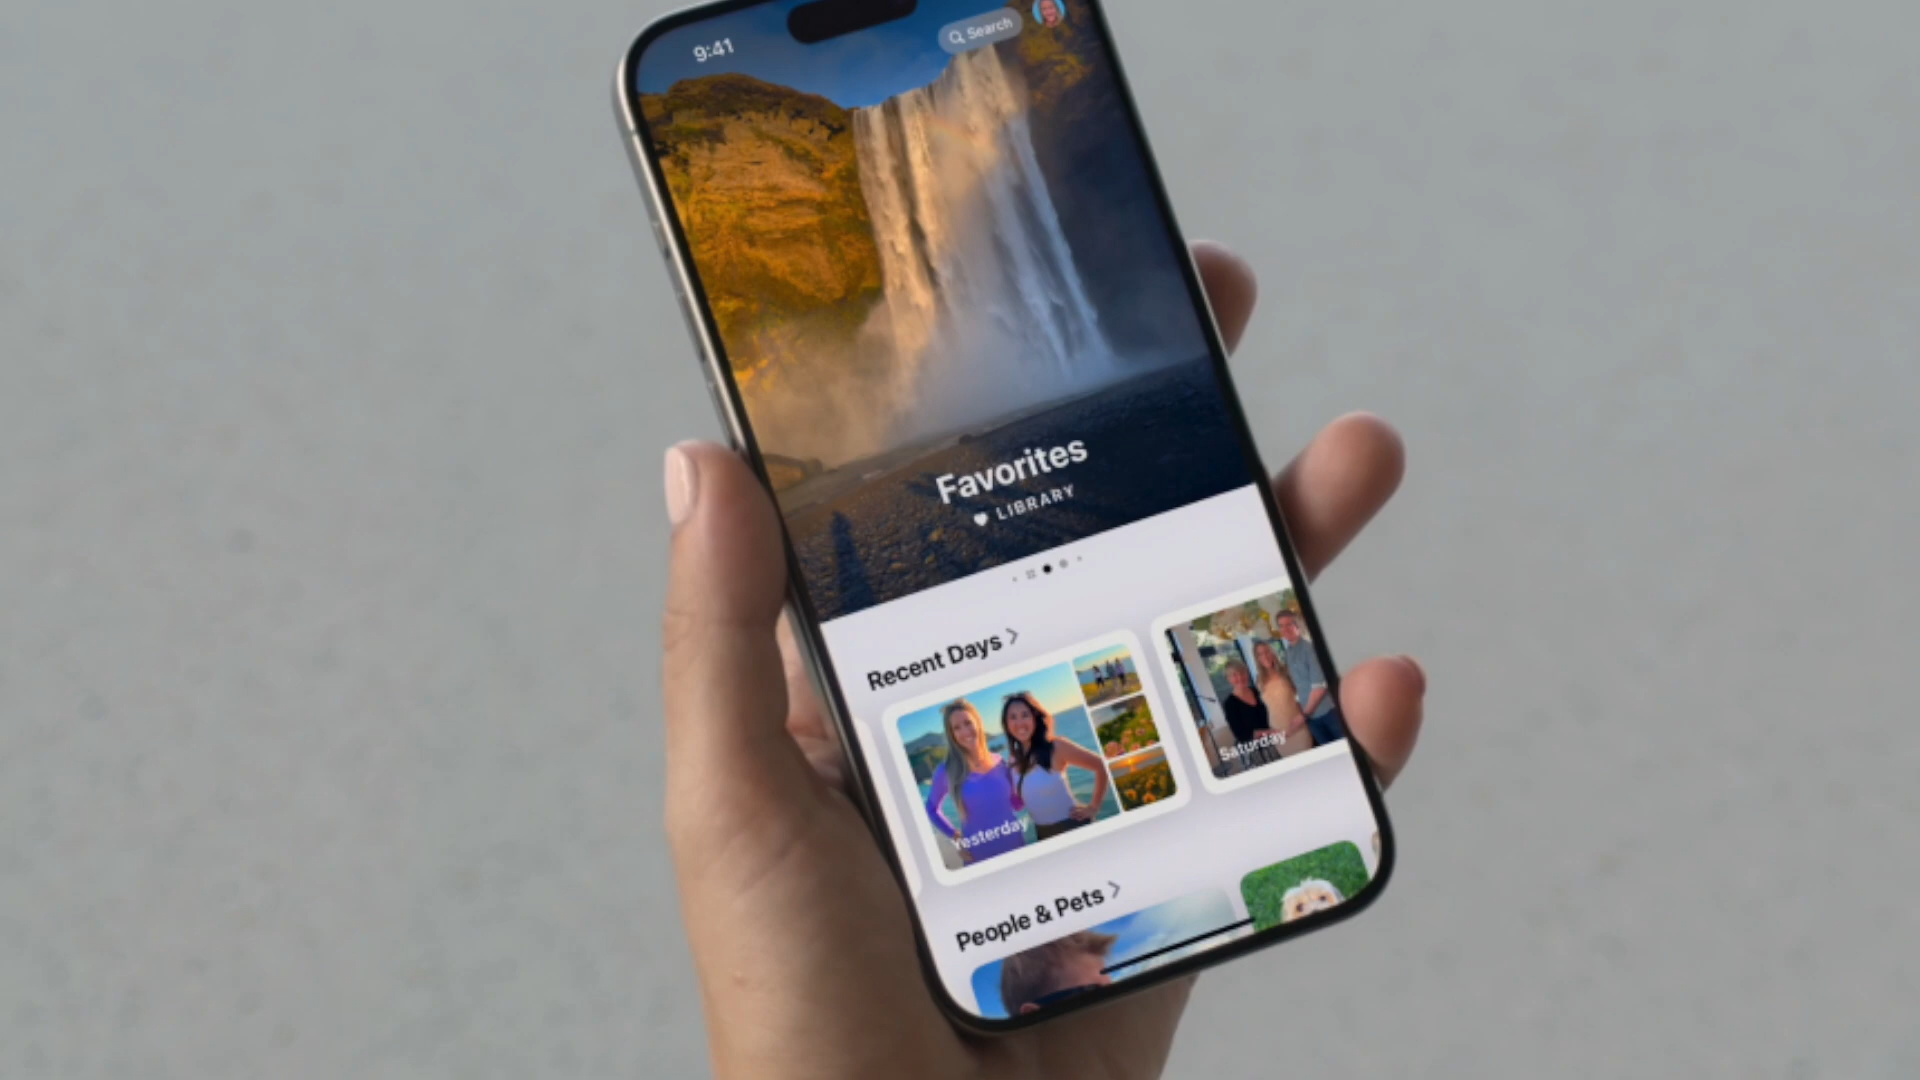 9:41
Search
Favorites
LIBRARY
Recent Days
Yesterday
Saturday
People & Pets